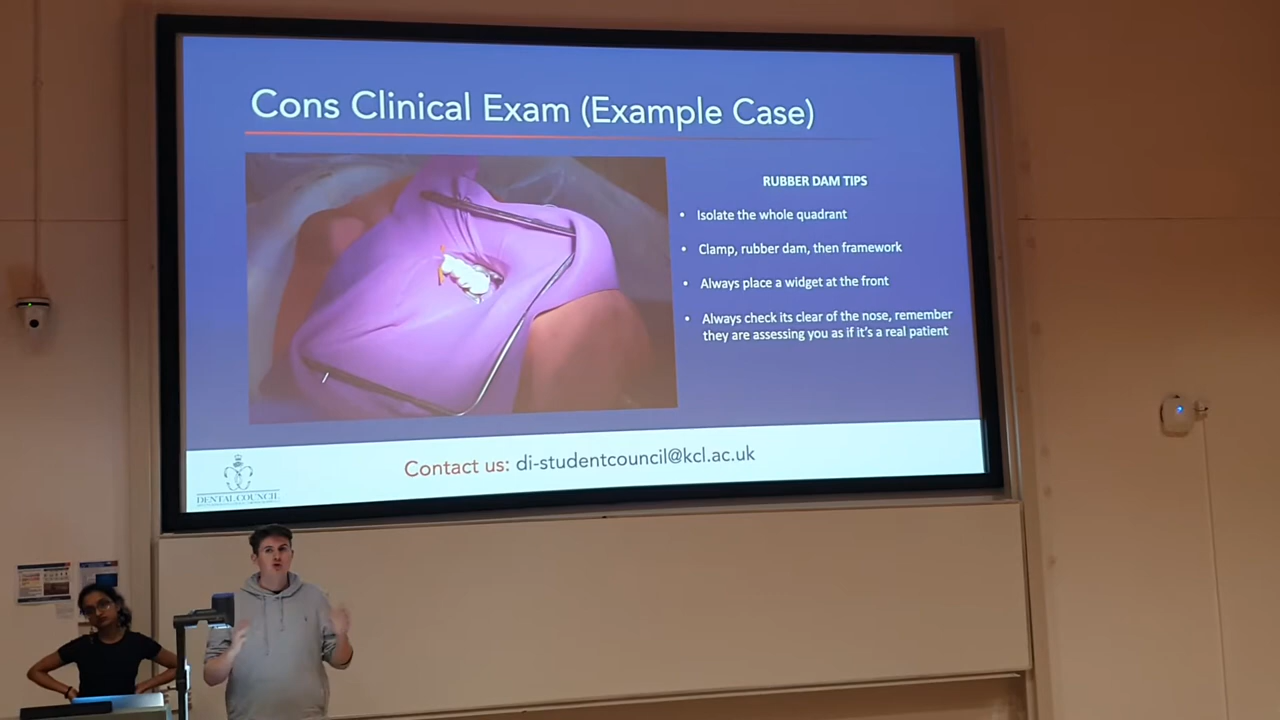 Cons Clinical Exam (Example Case)
RUBBER DAM TIPS
• Isolate the whole quadrant
• Clamp, rubber dam, then framework
• Always place a widget at the front
• Always check its clear of the nose, remember
they are assessing you as if it's a real patient
DENTAL COUNCIL
Contact us: di-studentcouncil@kcl.ac.uk